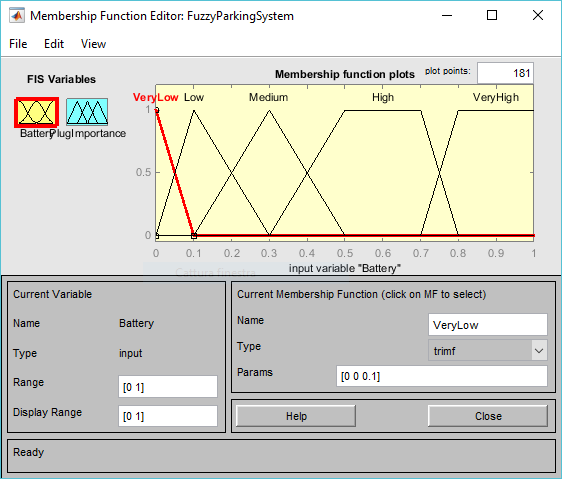 Membership Function Editor: FuzzyParkingSystem
File Edit View
FIS Variables
Membership function plots plot points: 181
Battery PlugImportance
VeryLow Low Medium High VeryHigh
1
0.5
0
0 0.1 0.2 0.3 0.4 0.5 0.6 0.7 0.8 0.9 1
input variable "Battery"
Cattura finestra
Current Variable
Name Battery
Type input
Range [0 1]
Display Range [0 1]
Current Membership Function (click on MF to select)
Name VeryLow
Type trimf
Params [0 0 0.1]
Help Close
Ready